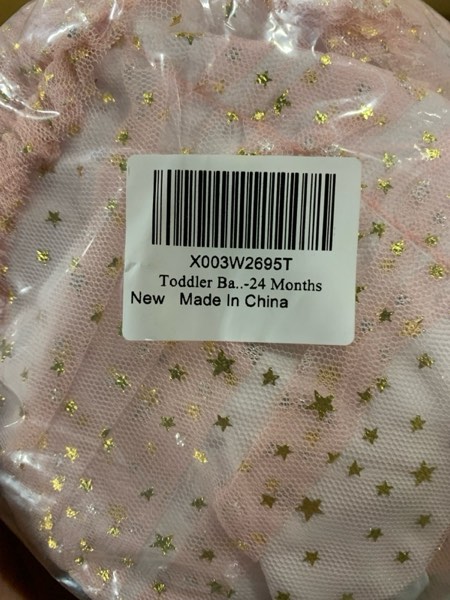 X003W2695T
Toddler Ba..-24 Months
New Made In China